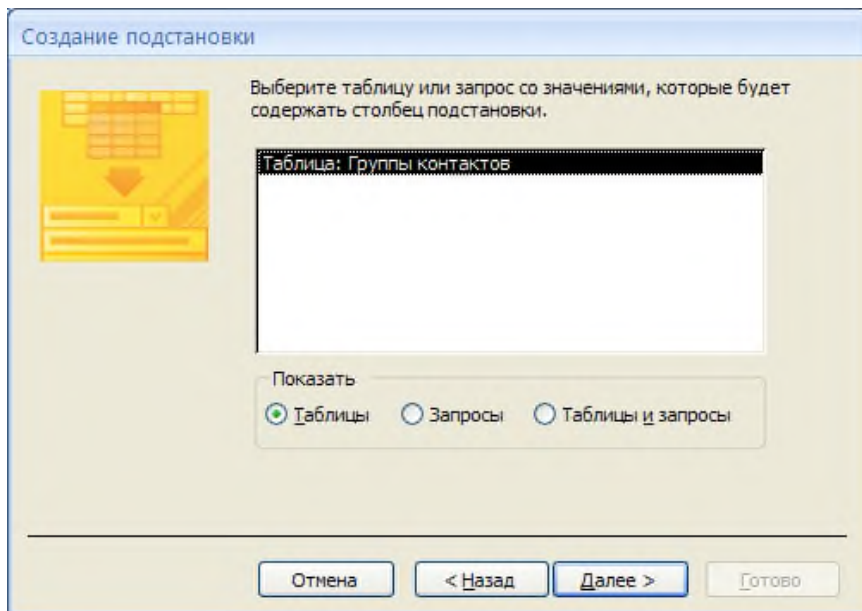 Создание подстановки
Выберите таблицу или запрос со значениями, которые будет
содержать столбец подстановки.
Таблица: Группы контактов
Показать
Таблицы Запросы Таблицы и запросы
Отмена < Назад Далее > Готово